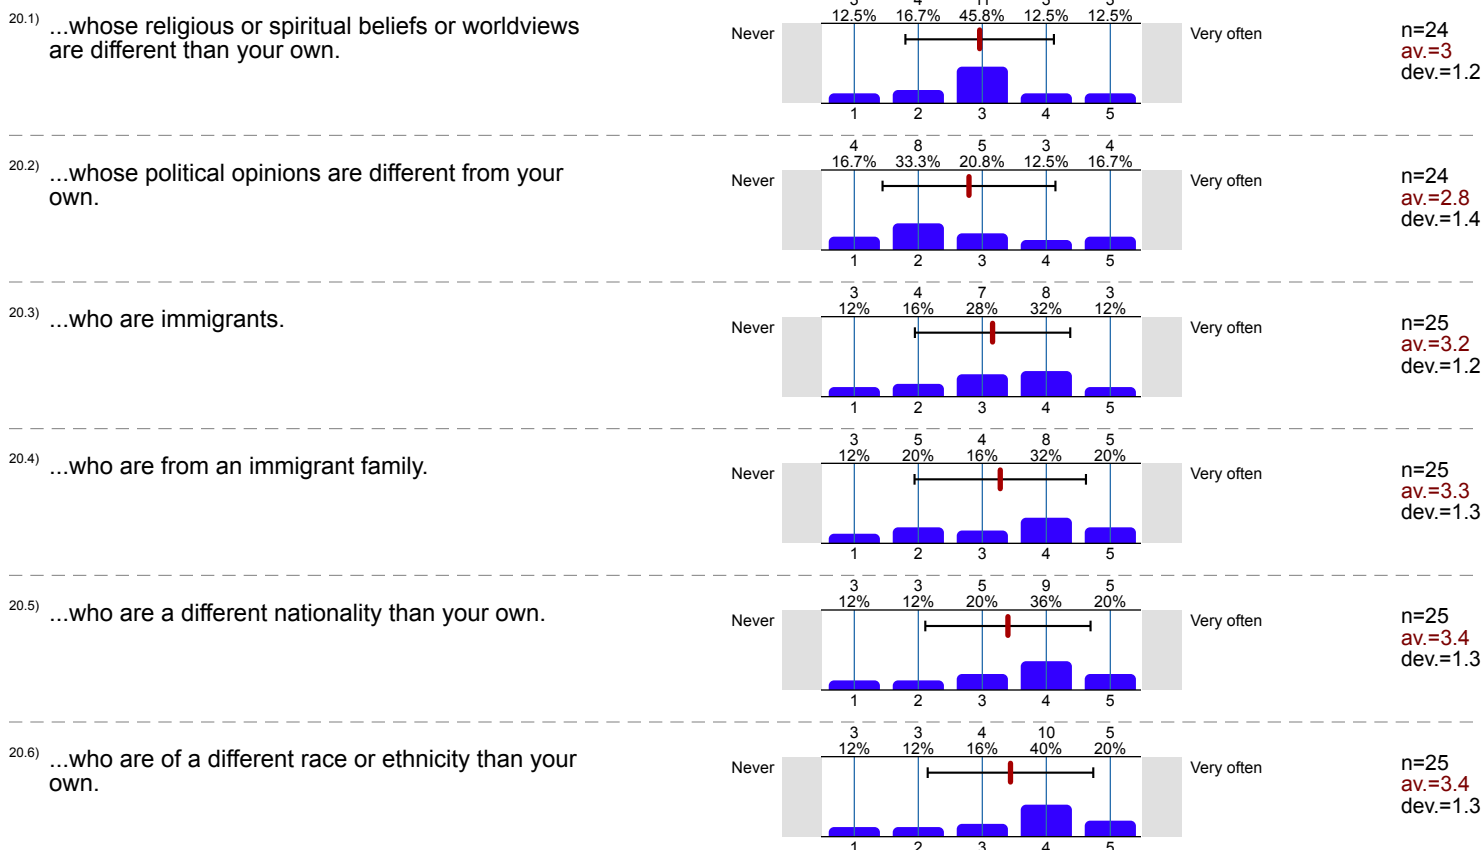 3 4 11 3 3
12.5% 16.7% 45.8% 12.5% 12.5%
20.1) ...whose religious or spiritual beliefs or worldviews
are different than your own.
Never Very often
n=24
av.=3
dev.=1.2
1 2 3 4 5
4 8 5 3 4
16.7% 33.3% 20.8% 12.5% 16.7%
20.2) ...whose political opinions are different from your
own.
Never Very often
n=24
av.=2.8
dev.=1.4
1 2 3 4 5
3 4 7 8 3
12% 16% 28% 32% 12%
20.3) ...who are immigrants.
Never Very often
n=25
av.=3.2
dev.=1.2
1 2 3 4 5
3 5 4 8 5
12% 20% 16% 32% 20%
20.4) ...who are from an immigrant family.
Never Very often
n=25
av.=3.3
dev.=1.3
1 2 3 4 5
3 3 5 9 5
12% 12% 20% 36% 20%
20.5) ...who are a different nationality than your own.
Never Very often
n=25
av.=3.4
dev.=1.3
1 2 3 4 5
3 3 4 10 5
12% 12% 16% 40% 20%
20.6) ...who are of a different race or ethnicity than your
own.
Never Very often
n=25
av.=3.4
dev.=1.3
1 2 3 4 5